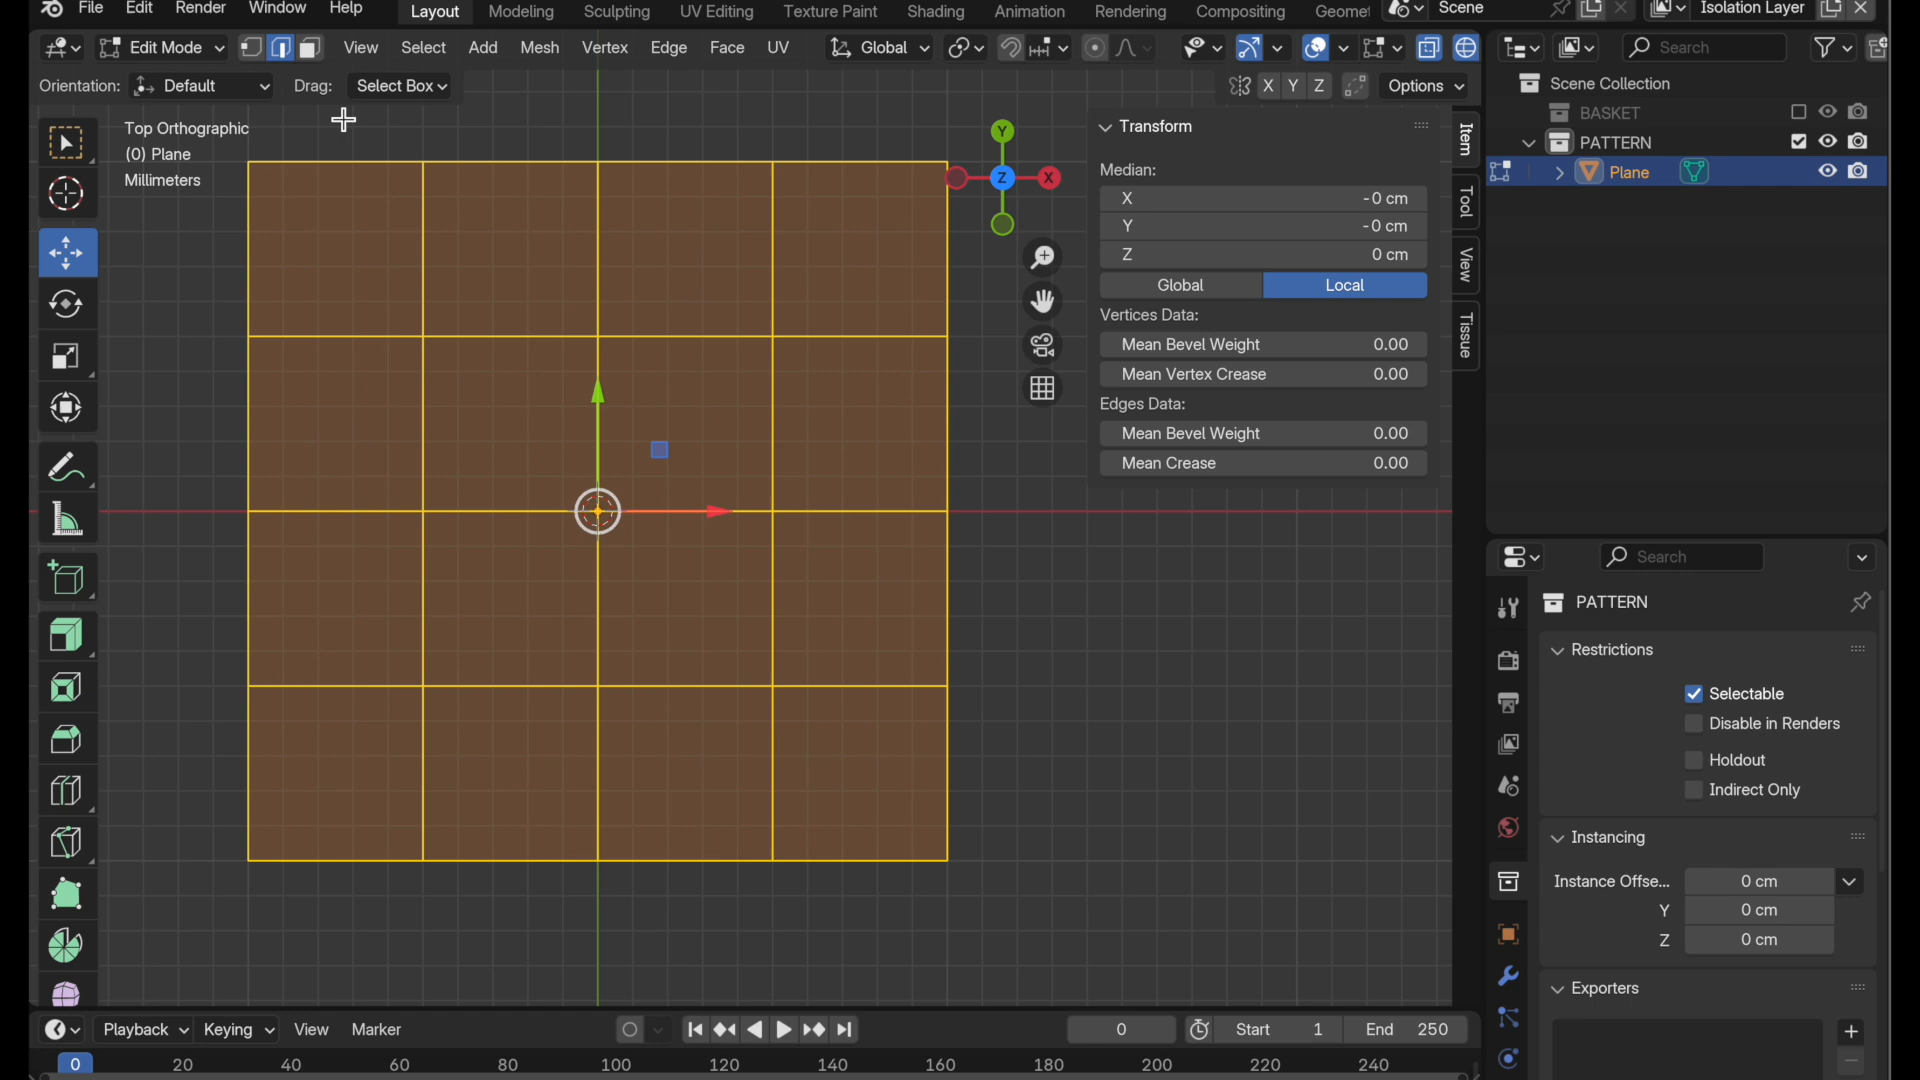 File Edit Render Window Help Layout Modeling Sculpting UV Editing Texture Paint Shading Animation Rendering Compositing Geomet Scene Isolation Layer
Edit Mode View Select Add Mesh Vertex Edge Face UV Global Search
Orientation: Default Drag: Select Box X Y Z Options
Scene Collection
BASKET
PATTERN
Plane
Top Orthographic
(0) Plane
Millimeters
Y
Z
X
Transform
Median:
X -0 cm
Y -0 cm
Z 0 cm
Global Local
Vertices Data:
Mean Bevel Weight 0.00
Mean Vertex Crease 0.00
Edges Data:
Mean Bevel Weight 0.00
Mean Crease 0.00
Item
Tool
View
Tissue
Search
PATTERN
Restrictions
Selectable
Disable in Renders
Holdout
Indirect Only
Instancing
Instance Offse... 0 cm
Y 0 cm
Z 0 cm
Exporters
Playback Keying View Marker 0 Start 1 End 250
0 20 40 60 80 100 120 140 160 180 200 220 240